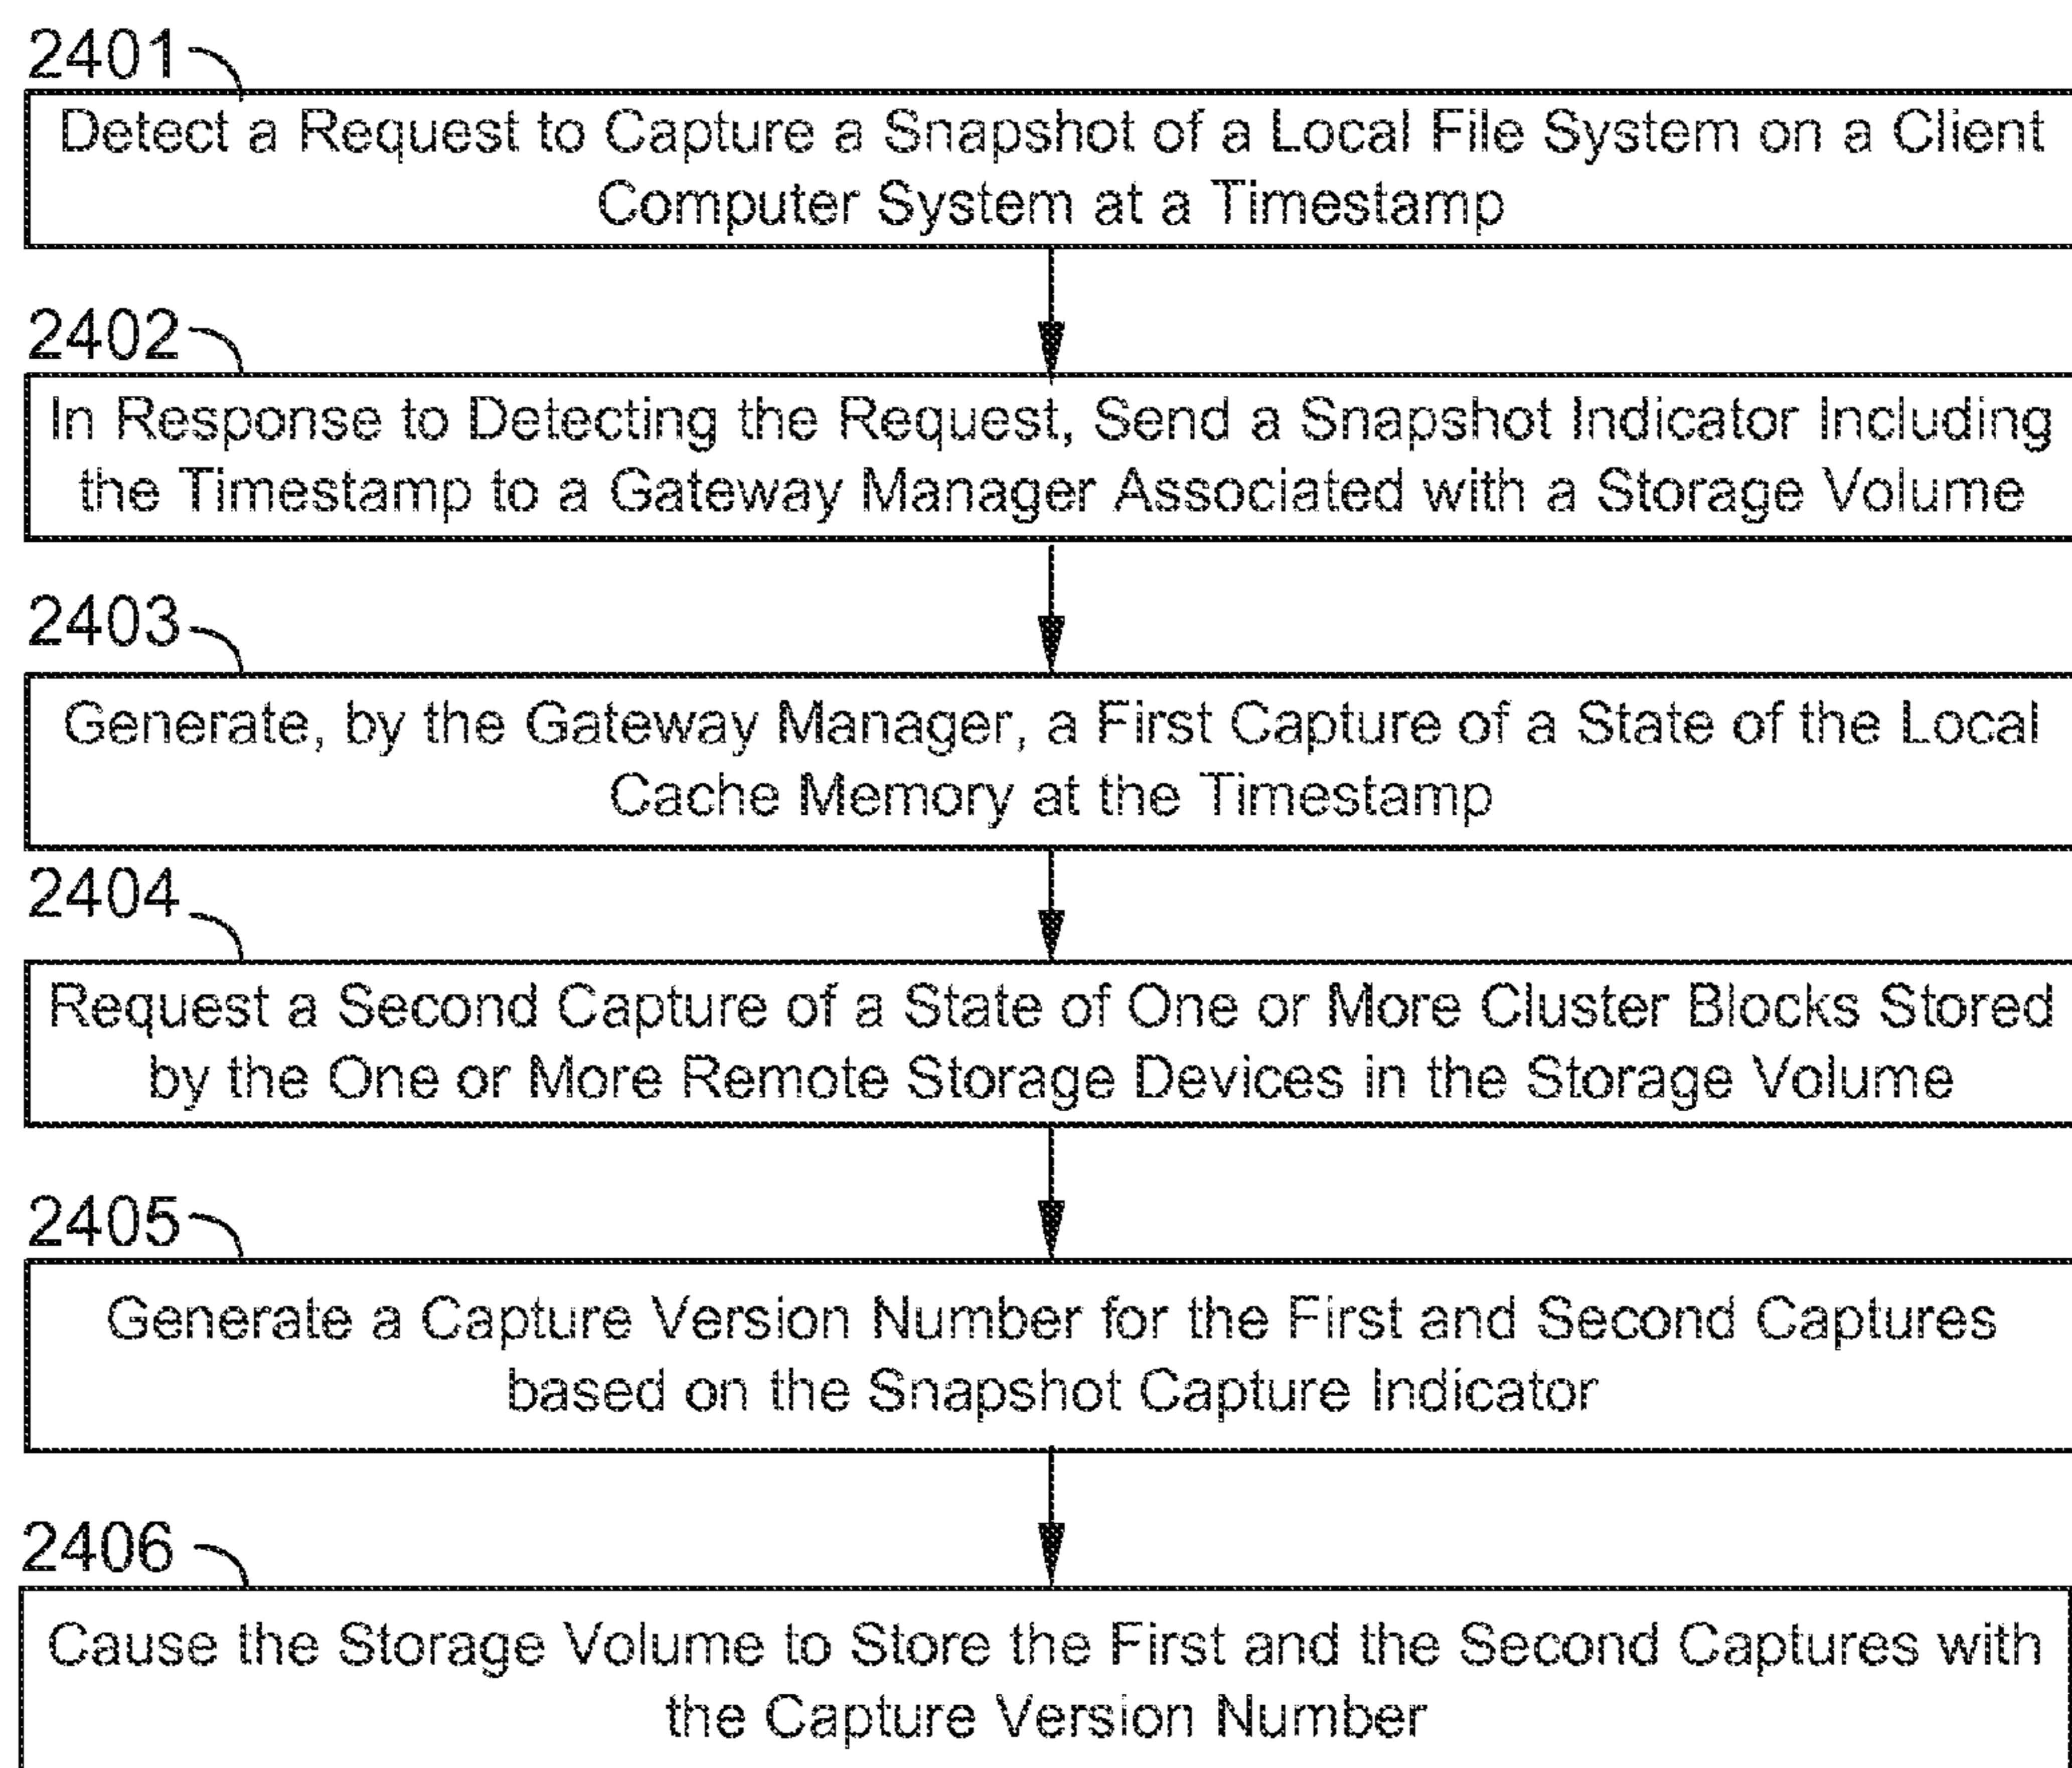 2401
Detect a Request to Capture a Snapshot of a Local File System on a Client
Computer System at a Timestamp
2402
In Response to Detecting the Request, Send a Snapshot Indicator Including
the Timestamp to a Gateway Manager Associated with a Storage Volume
2403
Generate, by the Gateway Manager, a First Capture of a State of the Local
Cache Memory at the Timestamp
2404
Request a Second Capture of a State of One or More Cluster Blocks Stored
by the One or More Remote Storage Devices in the Storage Volume
2405
Generate a Capture Version Number for the First and Second Captures
based on the Snapshot Capture Indicator
2406
Cause the Storage Volume to Store the First and the Second Captures with
the Capture Version Number